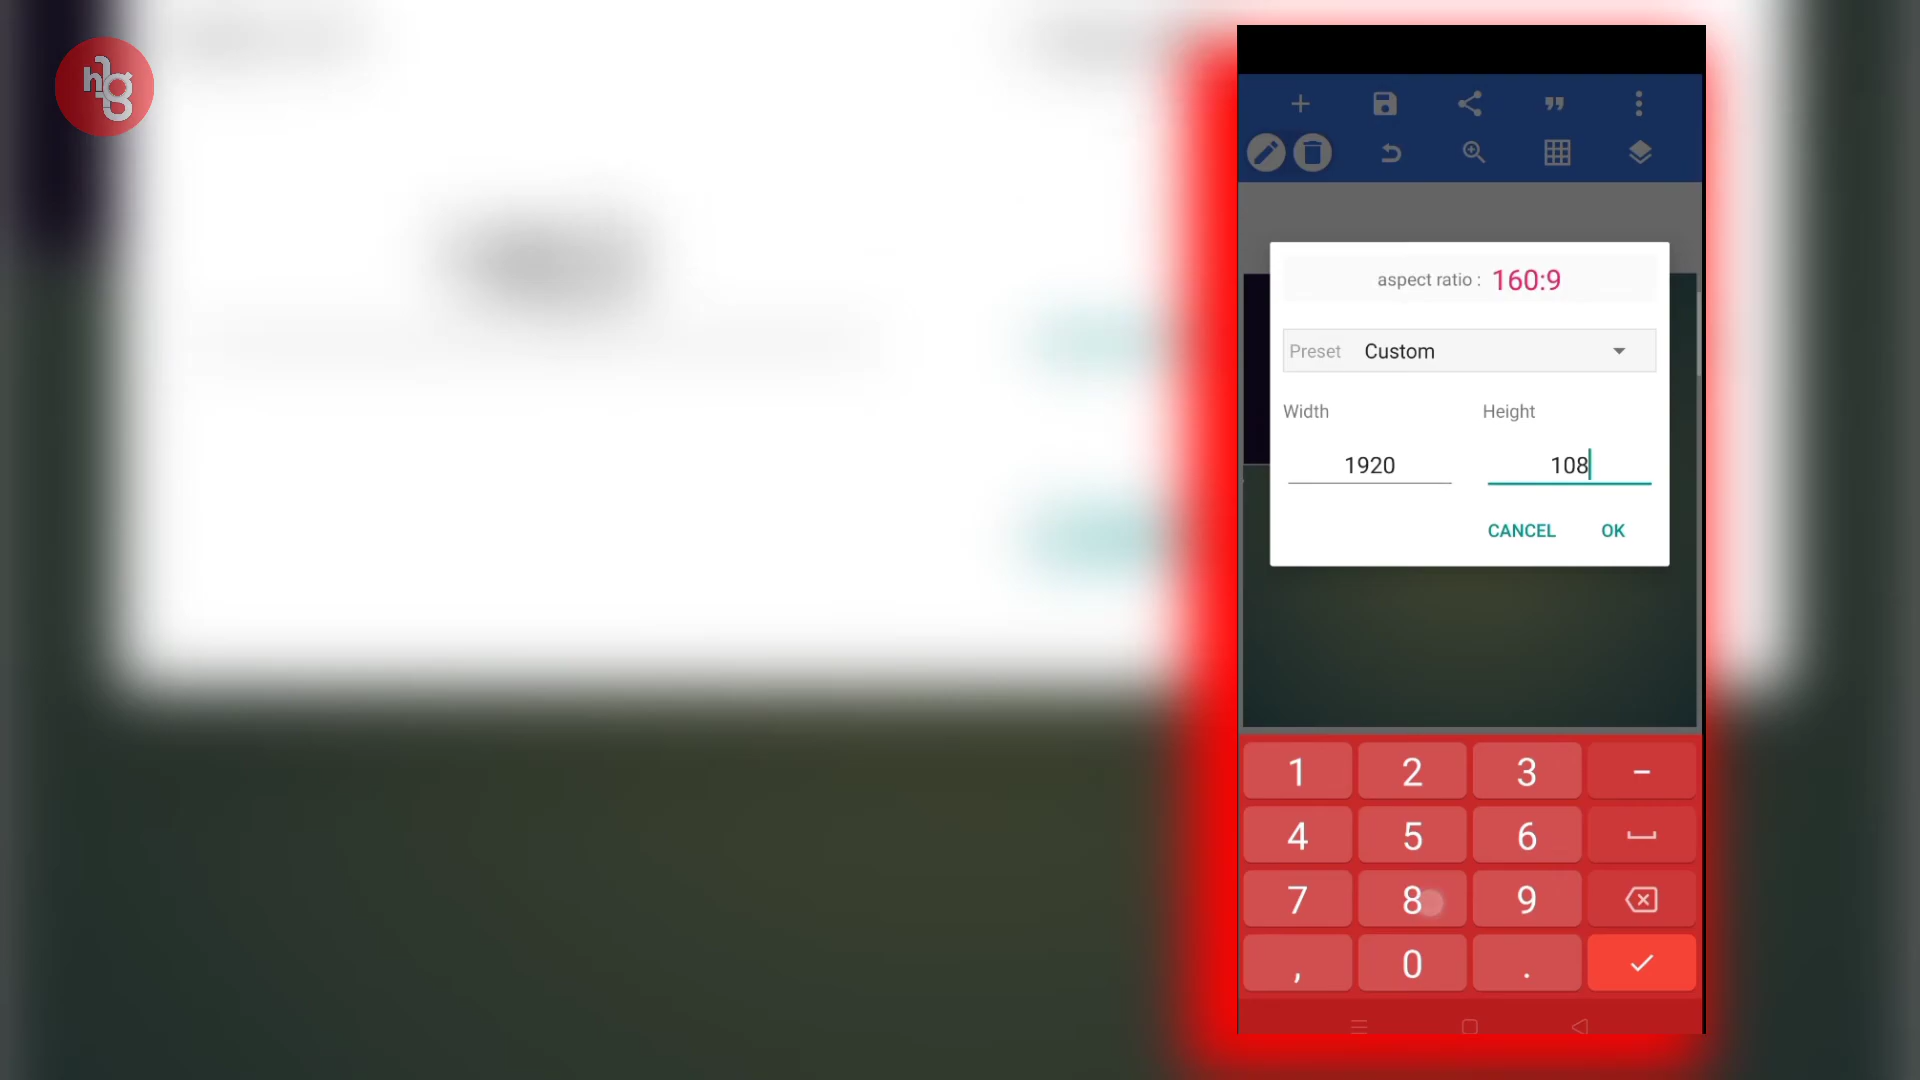 hg
aspect ratio : 160:9
Preset Custom
Width Height
1920 108
CANCEL OK
1 2 3 –
4 5 6
7 8 9
, 0 .